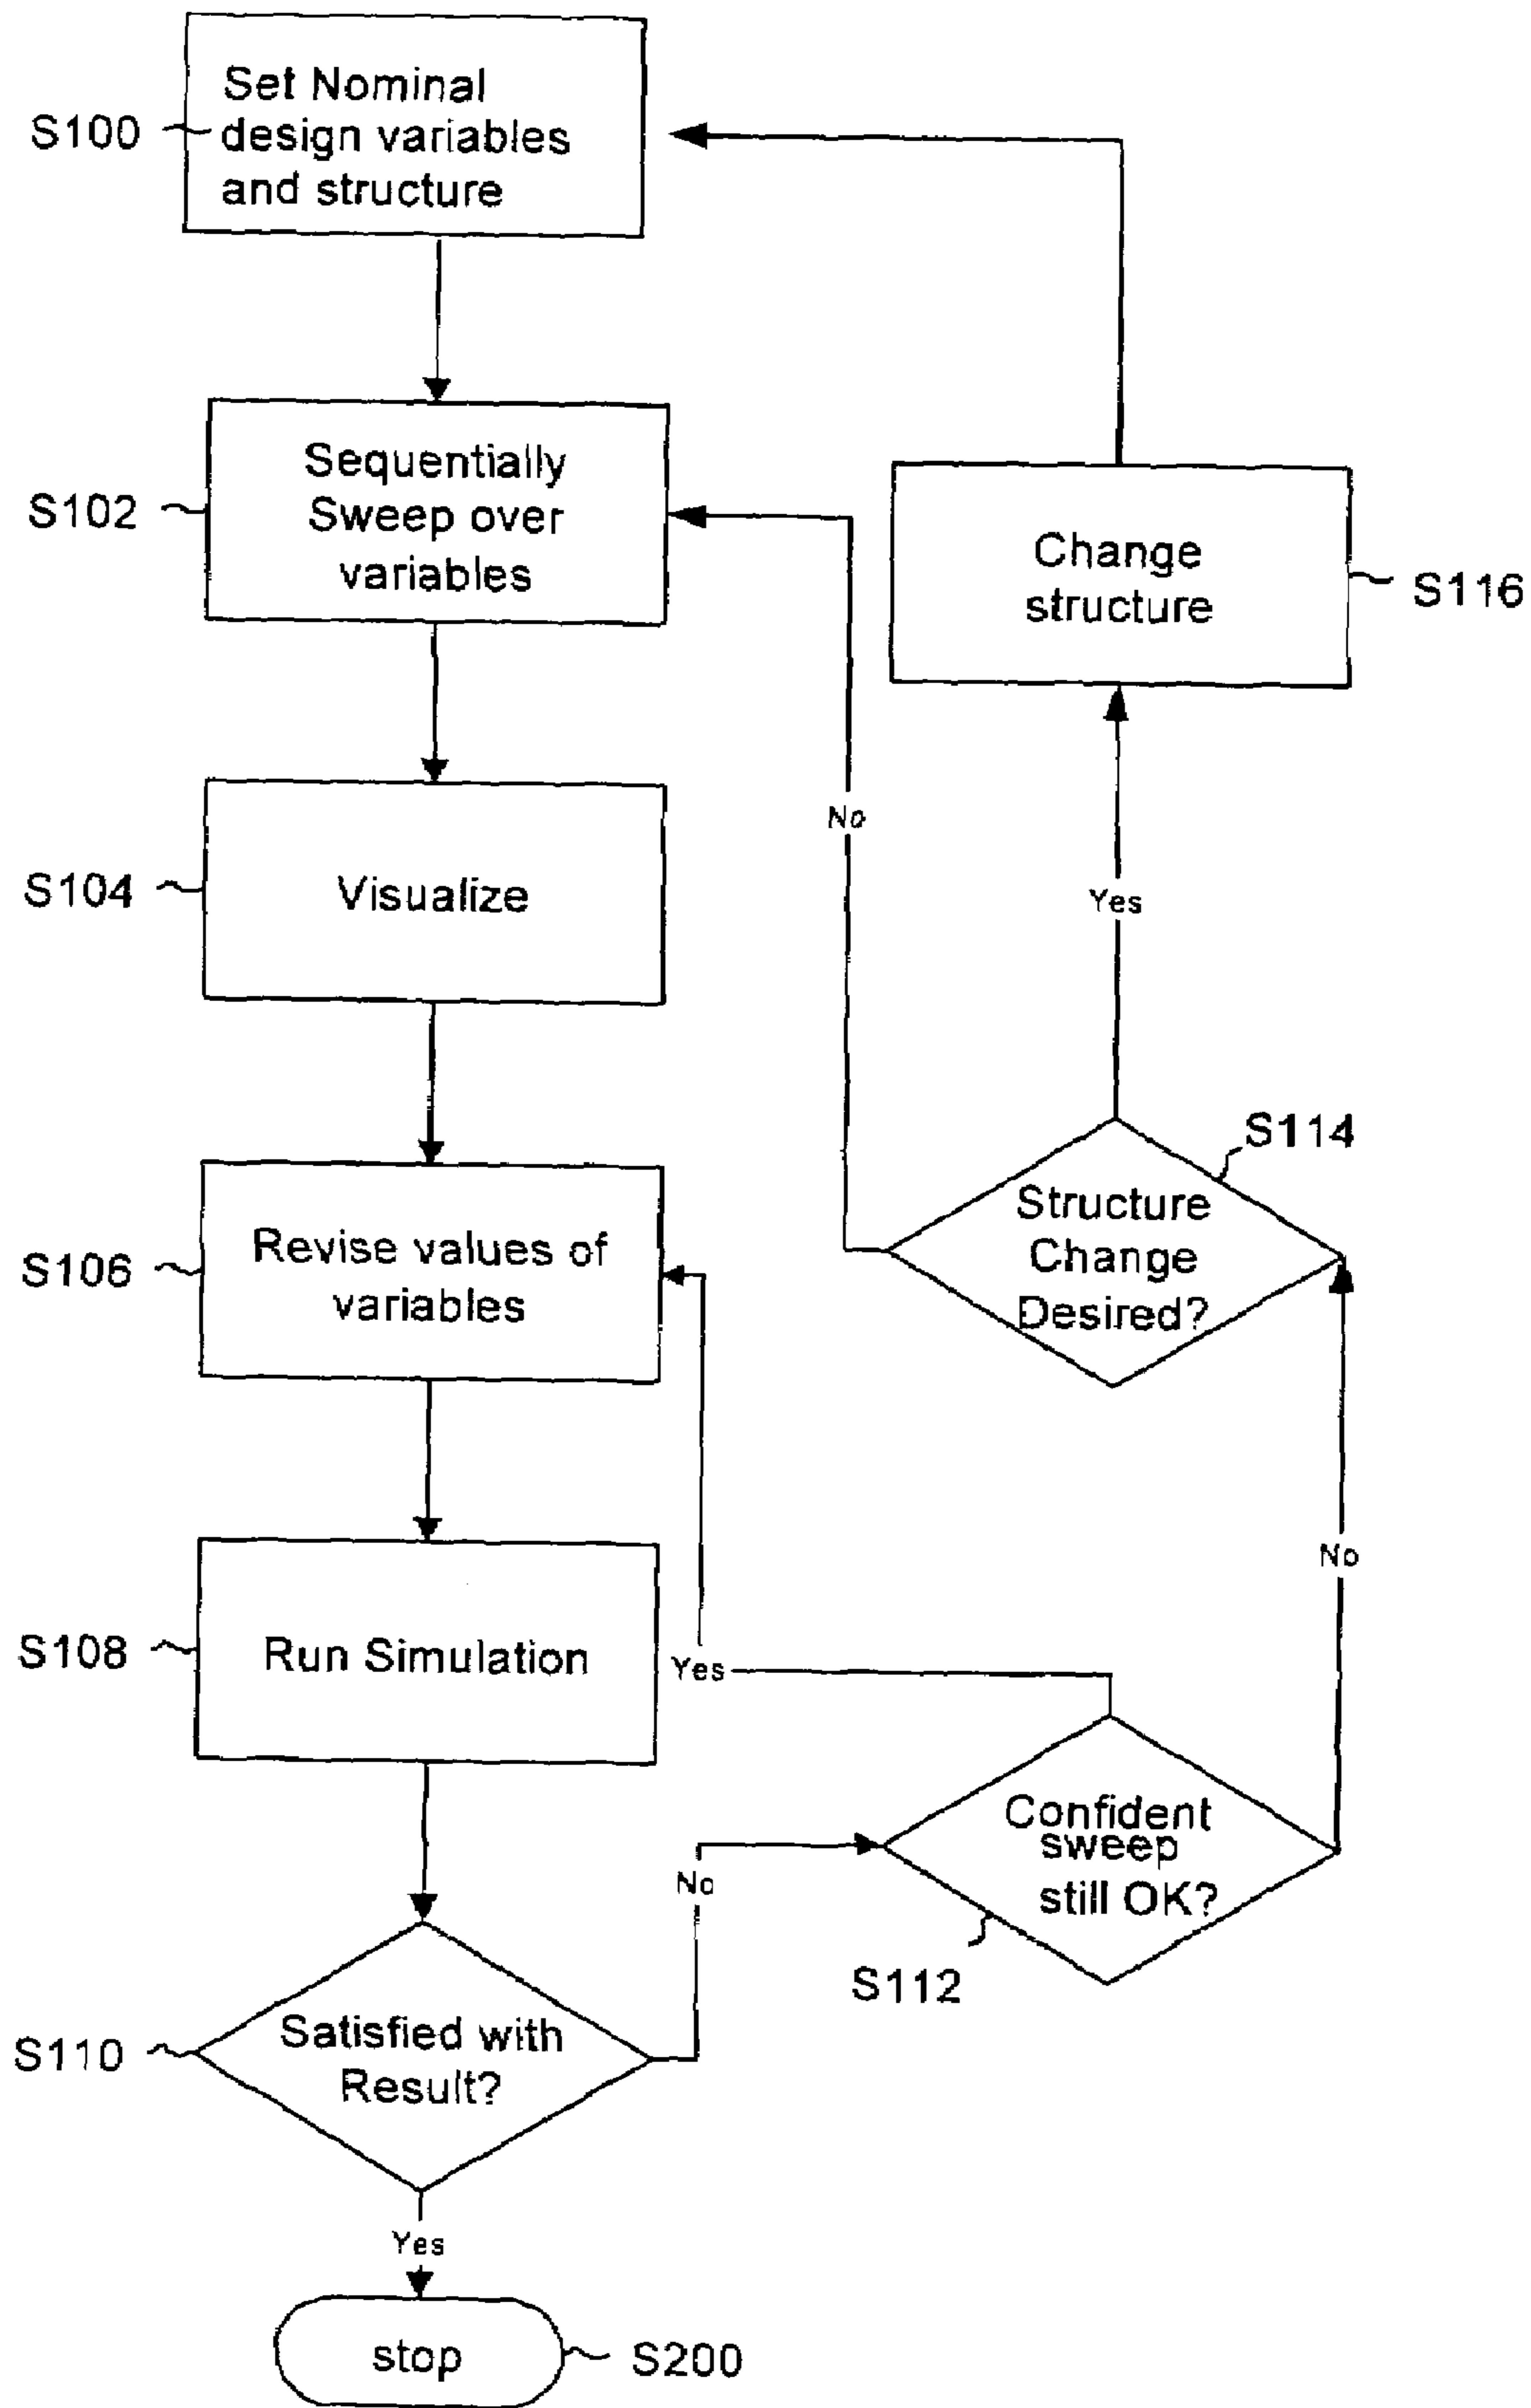 Set Nominal
S100
design variables
and structure
Sequentially
S102
Sweep over
variables
Change
structure
S116
No
S104
Visualize
Yes
S114
Structure
Change
Desired?
S106
Revise values of
variables
No
S108
Run Simulation
Yes
Confident
sweep
still OK?
No
S112
S110
Satisfied with
Result?
Yes
stop
S200